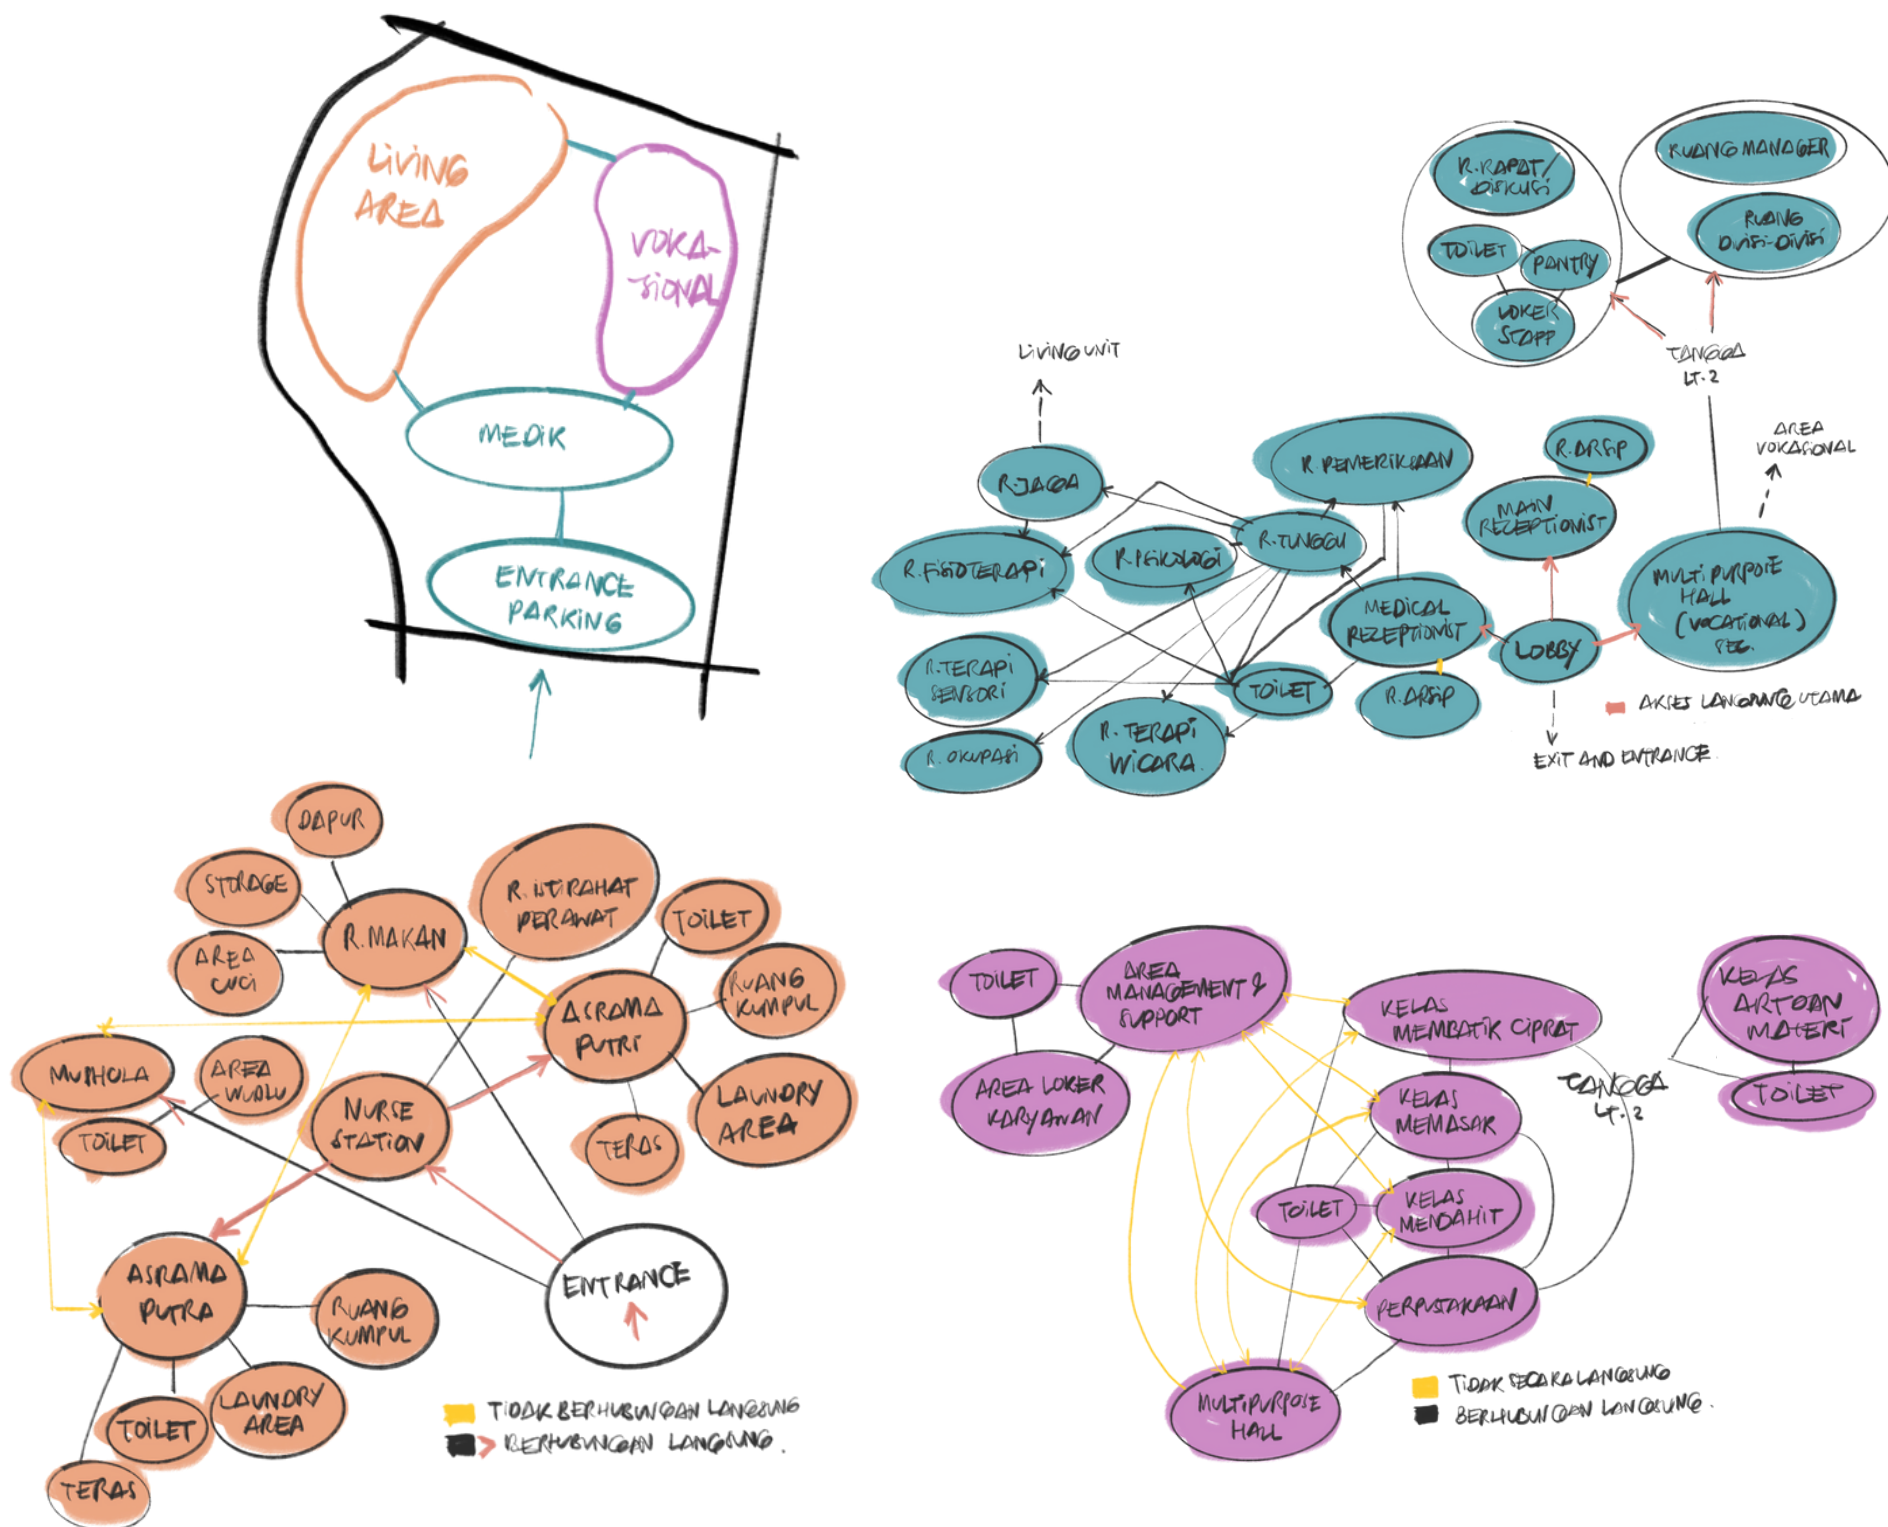 LIVING
AREA
VOKA-
SIONAL
MEDIK
ENTRANCE
PARKING
R.RAPAT/
DISKUSI
TOILET
PANTRY
LOKER
STAFF
RUANG MANAGER
RUANG
DIVISI-DIVISI
TANGGA
LT.2
LIVING UNIT
AREA
VOKASIONAL
R.JAGA
R.PEMERIKSAAN
R.ARSIP
MAIN
RECEPTIONIST
R.FISIOTERAPI
R.PSIKOLOGI
R.TUNGGU
MULTIPURPOSE
HALL
(VOCATIONAL)
SEC.
MEDICAL
RECEPTIONIST
LOBBY
R.TERAPI
SENSORI
TOILET
R.ARSIP
AKSES LANGSUNG UTAMA
R. OKUPASI
R. TERAPI
WICARA.
EXIT AND ENTRANCE.
DAPUR
STORAGE
R.MAKAN
AREA
CUCI
R.ISTIRAHAT
PERAWAT
TOILET
RUANG
KUMPUL
ASRAMA
PUTRI
MUSHOLA
AREA
WUDLU
TOILET
NURSE
STATION
LAUNDRY
AREA
TERAS
ASRAMA
PUTRA
RUANG
KUMPUL
ENTRANCE
LAUNDRY
AREA
TOILET
TERAS
TIDAK BERHUBUNGAN LANGSUNG
BERHUBUNGAN LANGSUNG.
TOILET
AREA
MANAGEMENT &
SUPPORT
AREA LOKER
KARYAWAN
KELAS
MEMBATIK CIPRAT
KELAS
MEMASAK
TANGGA
LT.2
KELAS
MENJAHIT
TOILET
PERPUSTAKAAN
MULTIPURPOSE
HALL
KELAS
MATERI
TOILET
TIDAK SECARA LANGSUNG
BERHUBUNGAN LANGSUNG.